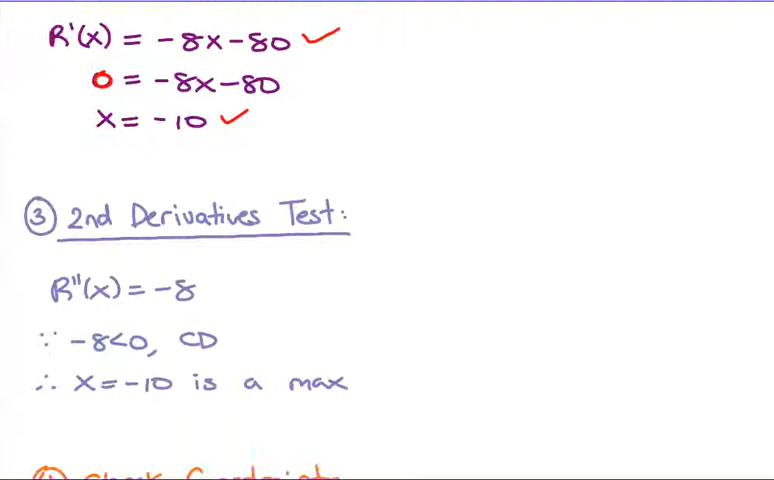 R'(x) = -8x-80 ✓
0 = -8x-80
x = -10 ✓
③ 2nd Derivatives Test:
R"(x) = -8
∵ -8<0, CD
∴ x=-10 is a max